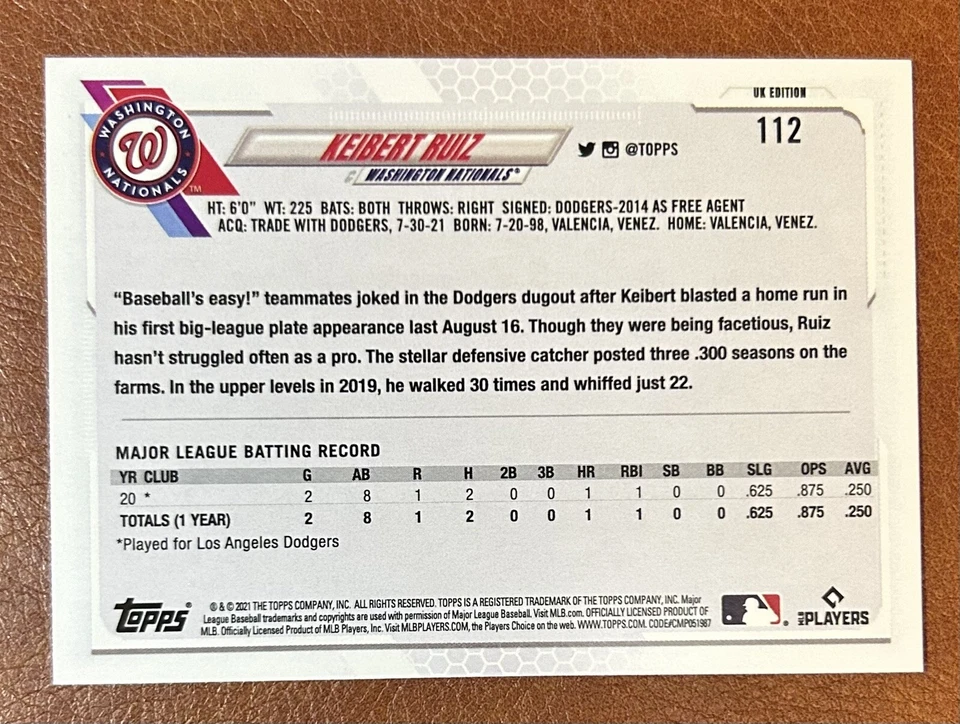 UK EDITION
112
WASHINGTON NATIONALS
W
TM
KEIBERT RUIZ
@TOPPS
C WASHINGTON NATIONALS®
HT: 6'0" WT: 225 BATS: BOTH THROWS: RIGHT SIGNED: DODGERS-2014 AS FREE AGENT
ACQ: TRADE WITH DODGERS, 7-30-21 BORN: 7-20-98, VALENCIA, VENEZ. HOME: VALENCIA, VENEZ.
“Baseball’s easy!” teammates joked in the Dodgers dugout after Keibert blasted a home run in
his first big-league plate appearance last August 16. Though they were being facetious, Ruiz
hasn’t struggled often as a pro. The stellar defensive catcher posted three .300 seasons on the
farms. In the upper levels in 2019, he walked 30 times and whiffed just 22.
MAJOR LEAGUE BATTING RECORD
YR CLUB G AB R H 2B 3B HR RBI SB BB SLG OPS AVG
20 * 2 8 1 2 0 0 1 1 0 0 .625 .875 .250
TOTALS (1 YEAR) 2 8 1 2 0 0 1 1 0 0 .625 .875 .250
*Played for Los Angeles Dodgers
TOPPS®
® & © 2021 THE TOPPS COMPANY, INC. ALL RIGHTS RESERVED. TOPPS IS A REGISTERED TRADEMARK OF THE TOPPS COMPANY, INC. Major
League Baseball trademarks and copyrights are used with permission of Major League Baseball. Visit MLB.com. OFFICIALLY LICENSED PRODUCT OF
MLB. Officially Licensed Product of MLB Players, Inc. Visit MLBPLAYERS.COM, the Players Choice on the web. WWW.TOPPS.COM. CODE#CMP051987
®
MLB PLAYERS